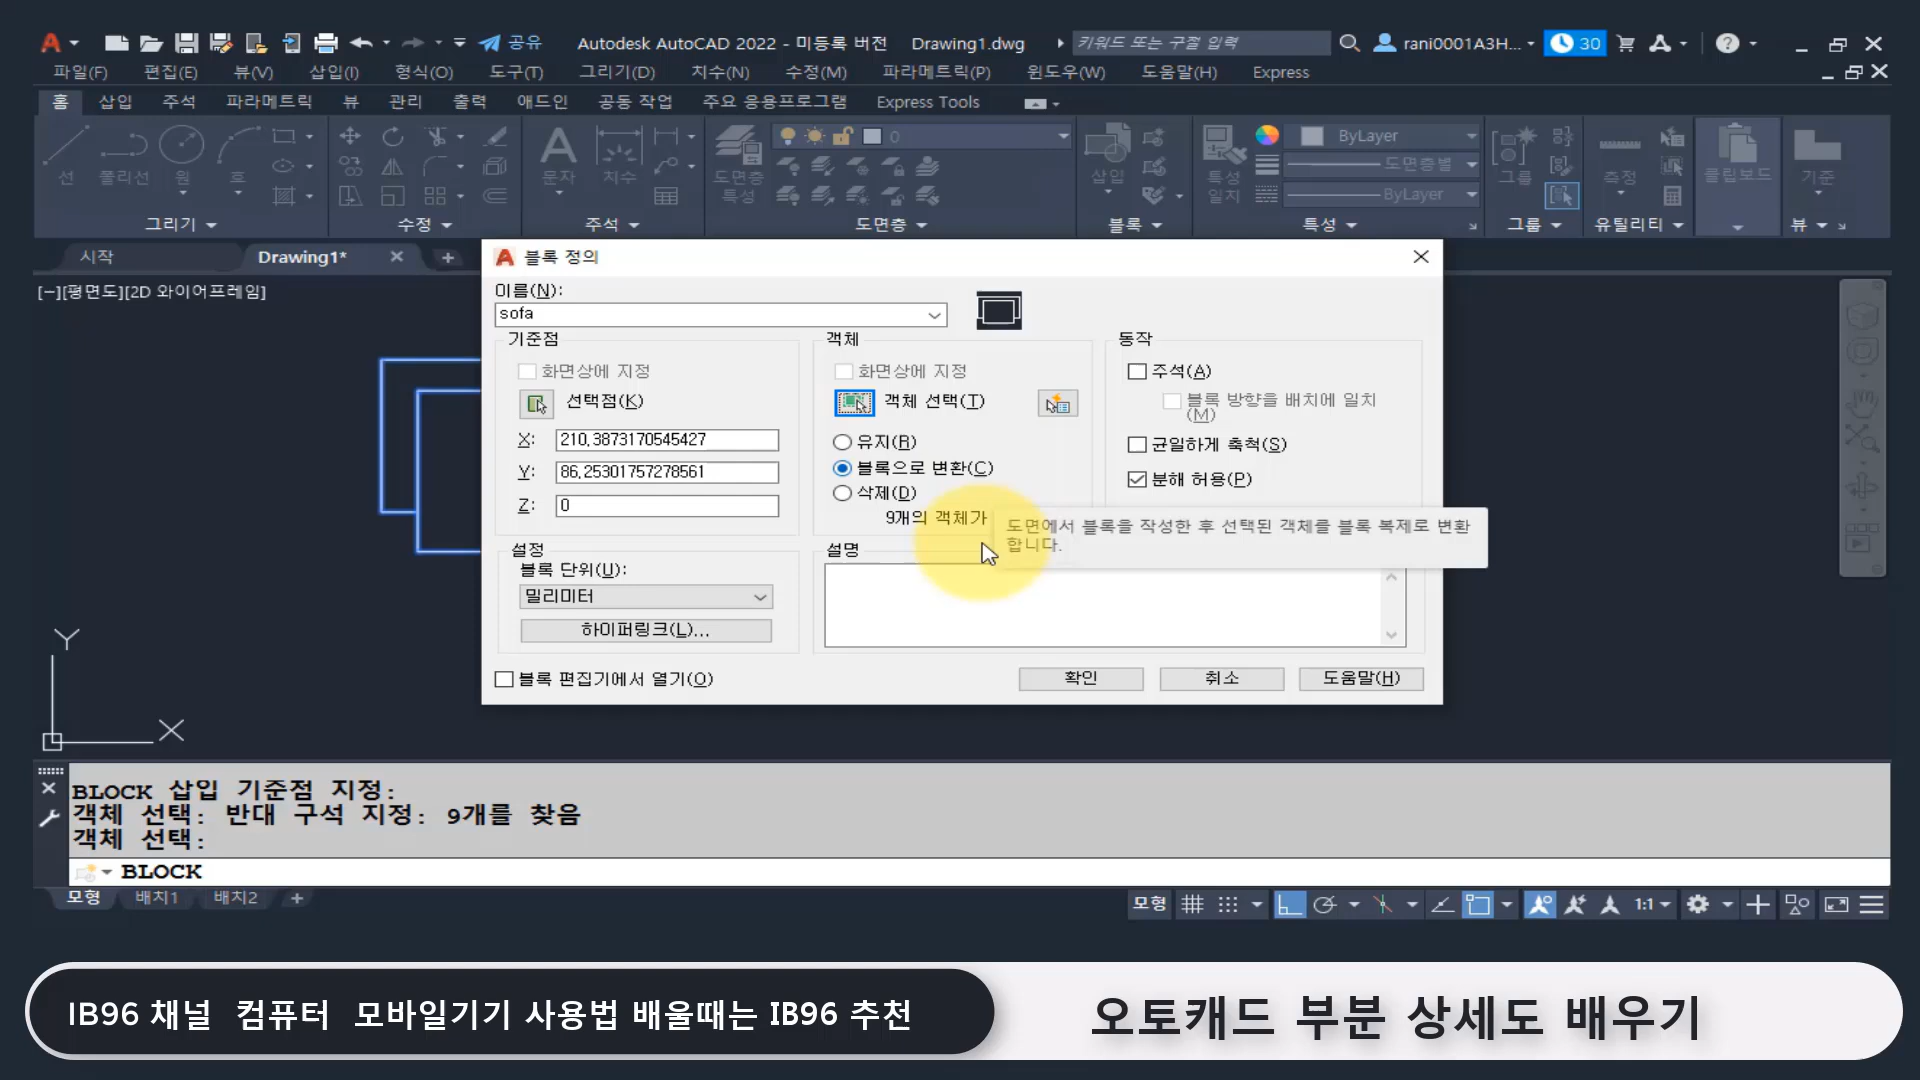 공유
Autodesk AutoCAD 2022 - 미등록 버전 Drawing1.dwg
키워드 또는 구절 입력
rani0001A3H...
30
파일(F) 편집(E) 뷰(V) 삽입(I) 형식(O) 도구(T) 그리기(D) 치수(N) 수정(M) 파라메트릭(P) 윈도우(W) 도움말(H) Express
홈 삽입 주석 파라메트릭 뷰 관리 출력 애드인 공동 작업 주요 응용프로그램 Express Tools
0
ByLayer
선 폴리선 원 호 문자 치수 도면층 특성 삽입 특성 일치 도면층별 그룹 측정 클립보드 기준
ByLayer
그리기 수정 주석 도면층 블록 특성 그룹 유틸리티 뷰
시작 Drawing1*
[−][평면도][2D 와이어프레임]
블록 정의
이름(N):
sofa
기준점
화면상에 지정
선택점(K)
X: 210.3873170545427
Y: 86.25301757278561
Z: 0
객체
화면상에 지정
객체 선택(T)
유지(R)
블록으로 변환(C)
삭제(D)
9개의 객체가
동작
주석(A)
블록 방향을 배치에 일치
(M)
균일하게 축척(S)
분해 허용(P)
도면에서 블록을 작성한 후 선택된 객체를 블록 복제로 변환
합니다.
설정
블록 단위(U):
밀리미터
하이퍼링크(L)...
설명
블록 편집기에서 열기(O)
확인 취소 도움말(H)
Y
X
BLOCK 삽입 기준점 지정:
객체 선택: 반대 구석 지정: 9개를 찾음
객체 선택:
BLOCK
모형 배치1 배치2
모형 1:1
IB96 채널 컴퓨터 모바일기기 사용법 배울때는 IB96 추천
오토캐드 부분 상세도 배우기